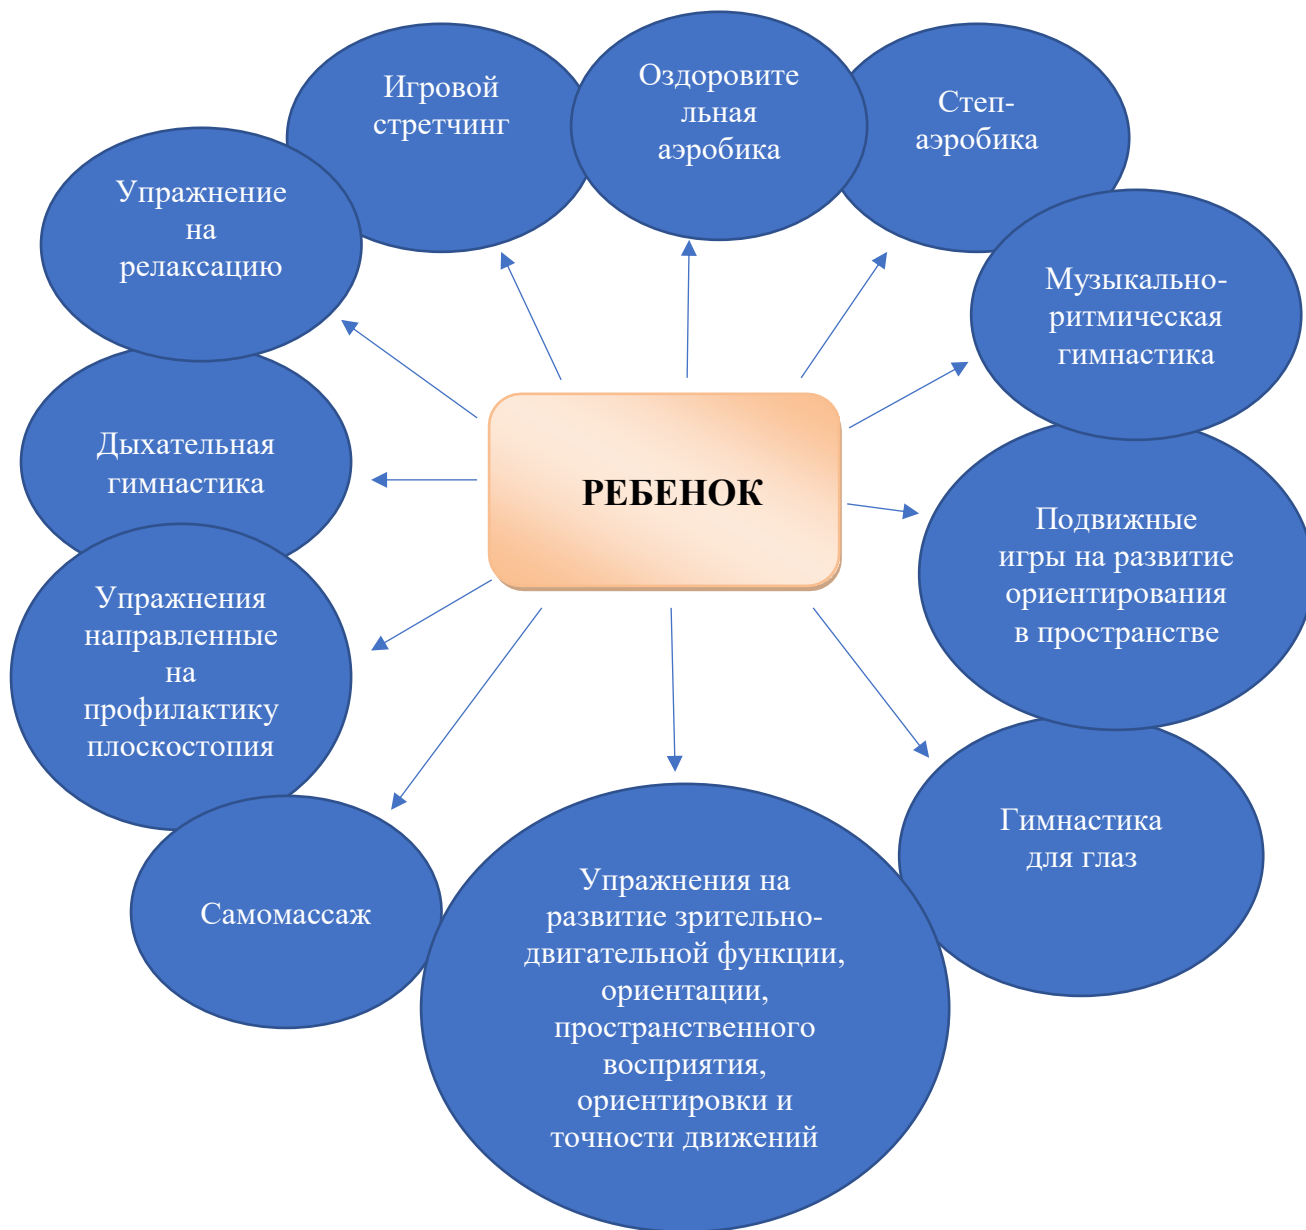 Игровой
стретчинг
Оздоровите
льная
аэробика
Степ-
аэробика
Упражнение
на
релаксацию
Музыкально-
ритмическая
гимнастика
Дыхательная
гимнастика
РЕБЕНОК
Подвижные
игры на развитие
ориентирования
в пространстве
Упражнения
направленные
на
профилактику
плоскостопия
Гимнастика
для глаз
Самомассаж
Упражнения на
развитие зрительно-
двигательной функции,
ориентации,
пространственного
восприятия,
ориентировки и
точности движений